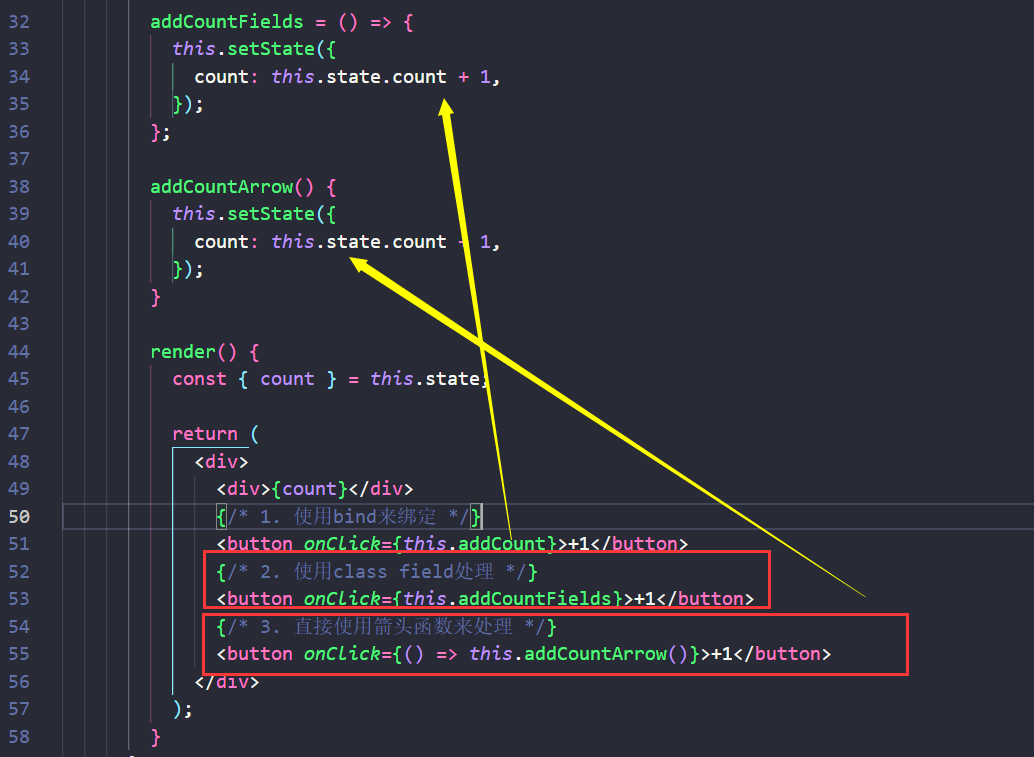 32 addCountFields = () => {
33 this.setState({
34 count: this.state.count + 1,
35 });
36 };
37
38 addCountArrow() {
39 this.setState({
40 count: this.state.count + 1,
41 });
42 }
43
44 render() {
45 const { count } = this.state;
46
47 return (
48 <div>
49 <div>{count}</div>
50 {/* 1. 使用bind来绑定 */}
51 <button onClick={this.addCount}>+1</button>
52 {/* 2. 使用class field处理 */}
53 <button onClick={this.addCountFields}>+1</button>
54 {/* 3. 直接使用箭头函数来处理 */}
55 <button onClick={() => this.addCountArrow()}>+1</button>
56 </div>
57 );
58 }